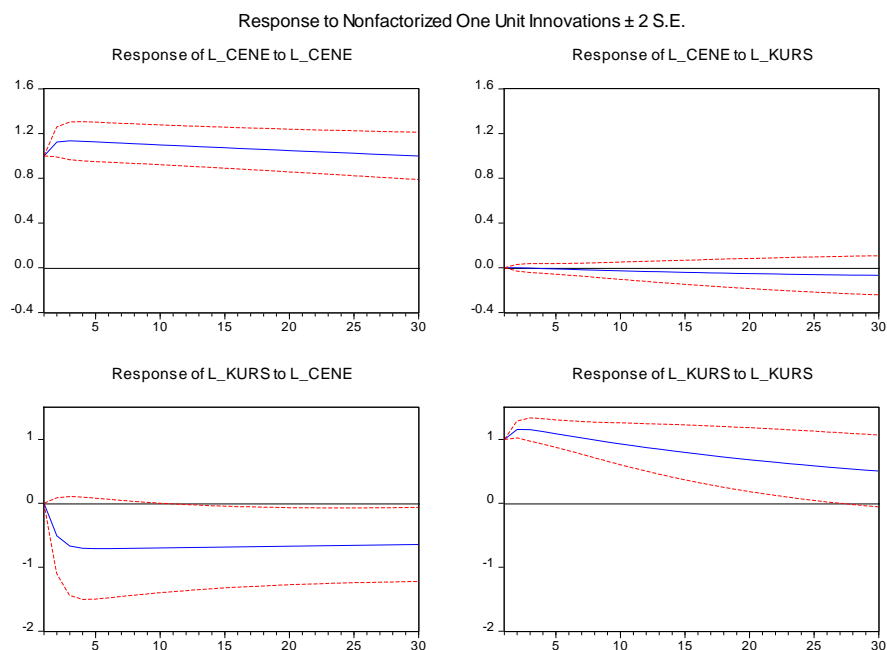 Response to Nonfactorized One Unit Innovations ± 2 S.E.
Response of L_CENE to L_CENE
1.6
1.2
0.8
0.4
0.0
-0.4
5 10 15 20 25 30
Response of L_CENE to L_KURS
1.6
1.2
0.8
0.4
0.0
-0.4
5 10 15 20 25 30
Response of L_KURS to L_CENE
1
0
-1
-2
5 10 15 20 25 30
Response of L_KURS to L_KURS
1
0
-1
-2
5 10 15 20 25 30